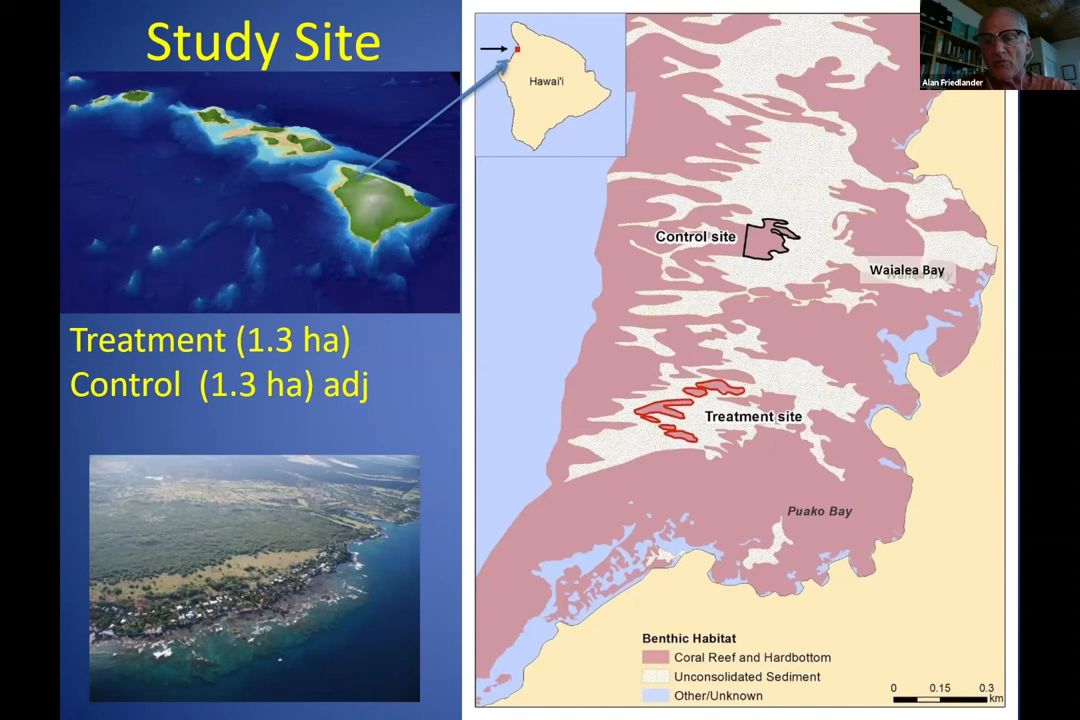 Study Site
Treatment (1.3 ha)
Control (1.3 ha) adj
Hawai'i
Alan Friedlander
Control site
Waialea Bay
Treatment site
Puako Bay
Benthic Habitat
Coral Reef and Hardbottom
Unconsolidated Sediment
Other/Unknown
0 0.15 0.3
km